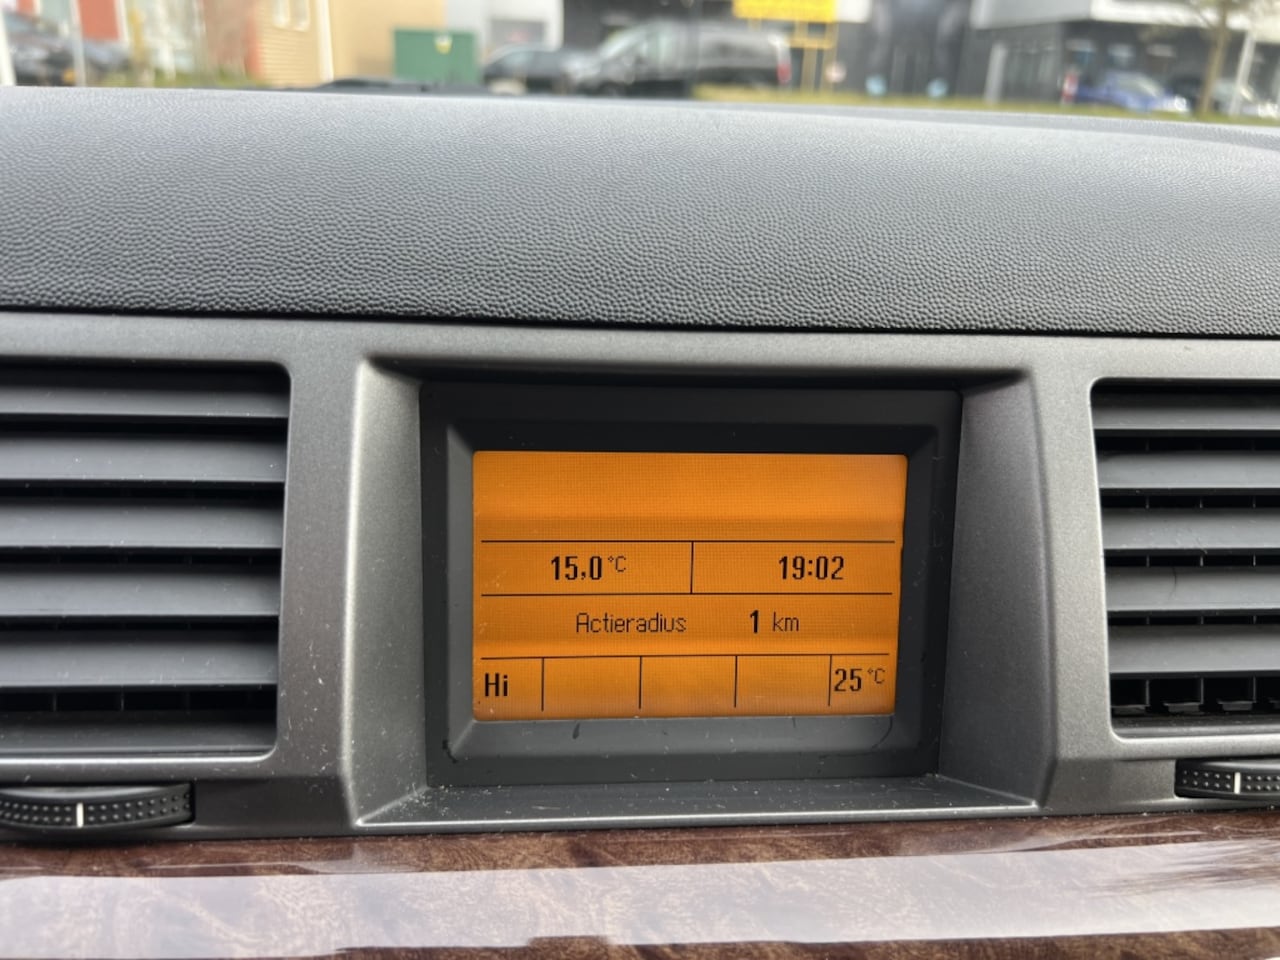 15,0 °C 19:02
Actieradius 1 km
Hi 25 °C